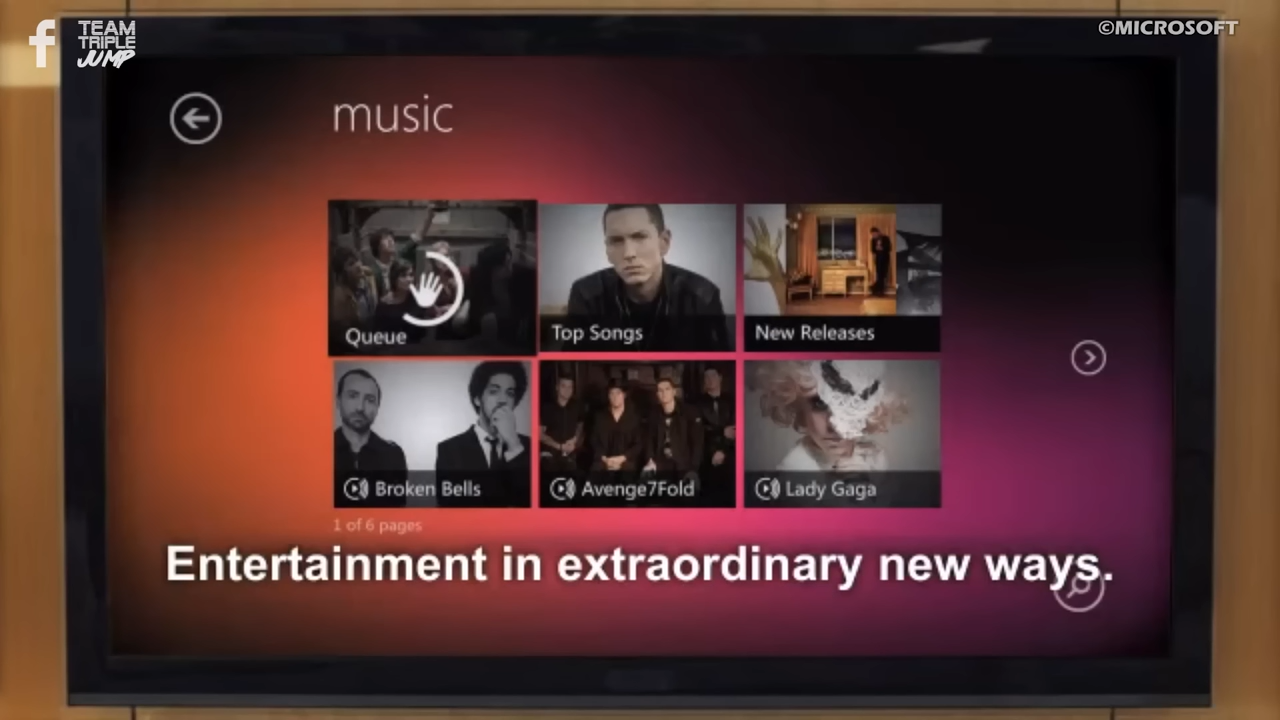 f
TEAM
TRIPLE
JUMP
©MICROSOFT
music
Queue
Top Songs
New Releases
Broken Bells
Avenge7Fold
Lady Gaga
1 of 6 pages
Entertainment in extraordinary new ways.